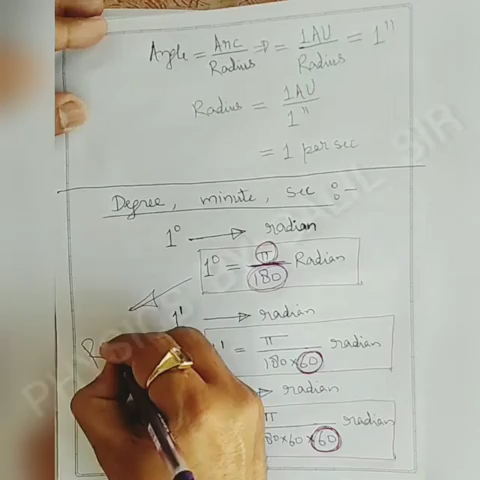 Angle = Arc/Radius ⇒ = 1AU/Radius = 1"
Radius = 1AU/1"
= 1 par sec
Degree, minute, sec :-
1° → radian
1° = π/180 Radian
1' → radian
' = π/180×60 radian
→ radian
π/80×60×60 radian
R